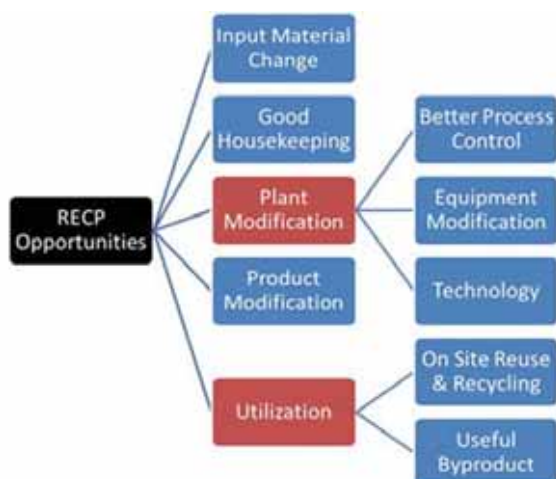 RECP
Opportunities
Input Material
Change
Good
Housekeeping
Plant
Modification
Product
Modification
Utilization
Better Process
Control
Equipment
Modification
Technology
On Site Reuse
& Recycling
Useful
Byproduct